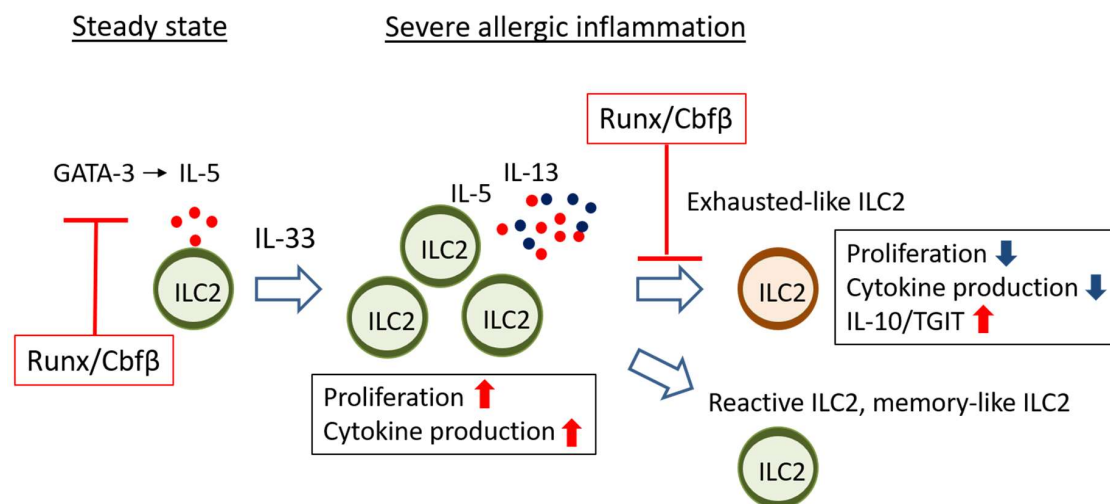 Steady state
Severe allergic inflammation
Runx/Cbfβ
GATA-3 → IL-5
IL-5
IL-13
Exhausted-like ILC2
IL-33
ILC2
ILC2
ILC2
ILC2
ILC2
Proliferation
Cytokine production
IL-10/TGIT
Runx/Cbfβ
Proliferation
Cytokine production
Reactive ILC2, memory-like ILC2
ILC2